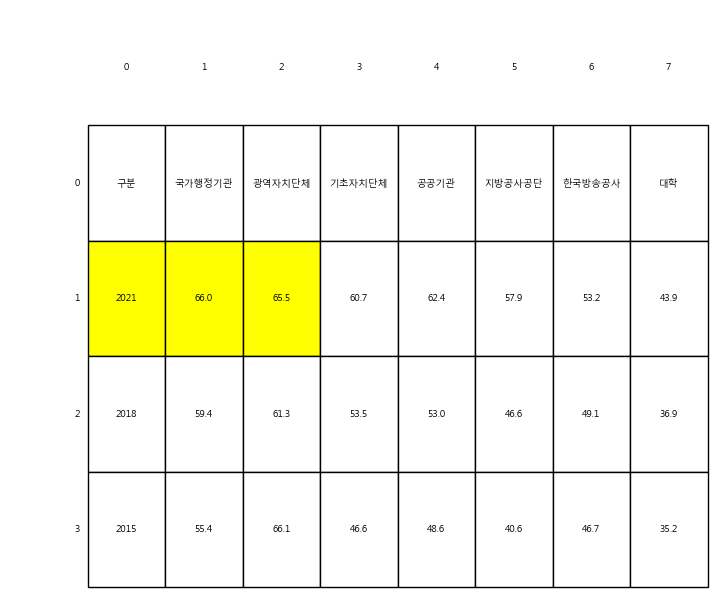 0 1 2 3 4 5 6 7
0 구분 국가행정기관 광역자치단체 기초자치단체 공공기관 지방공사공단 한국방송공사 대학
1 2021 66.0 65.5 60.7 62.4 57.9 53.2 43.9
2 2018 59.4 61.3 53.5 53.0 46.6 49.1 36.9
3 2015 55.4 66.1 46.6 48.6 40.6 46.7 35.2